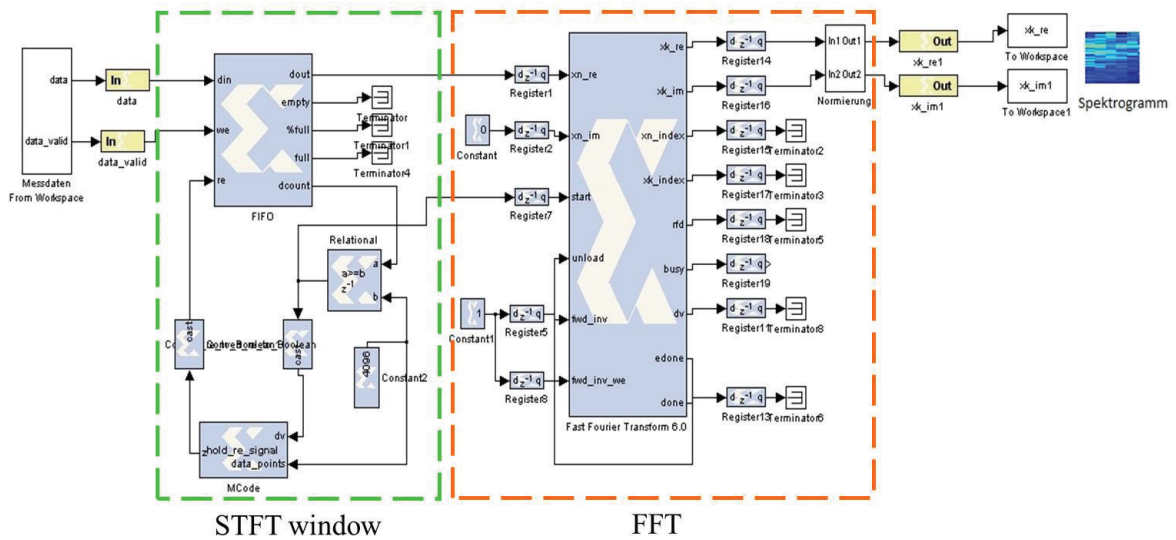 data
data_valid
Messdaten
From Workspace
In
data
In
data_valid
din
we
re
dout
empty
%full
full
dcount
FIFO
Terminator
Terminator1
Terminator4
Relational
a
a>=b
z⁻¹
b
cast
cast
4096
Constant2
dv
hold_re_signal
z
data_points
MCode
STFT window
d z⁻¹ q
Register1
0
Constant
d z⁻¹ q
Register2
d z⁻¹ q
Register7
1
Constant1
d z⁻¹ q
Register5
d z⁻¹ q
Register8
xn_re
xn_im
start
unload
fwd_inv
fwd_inv_we
xk_re
xk_im
xn_index
xk_index
rfd
busy
dv
edone
done
Fast Fourier Transform 6.0
d z⁻¹ q
Register14
d z⁻¹ q
Register16
d z⁻¹ q
Register15
Terminator2
d z⁻¹ q
Register17
Terminator3
d z⁻¹ q
Register18
Terminator5
d z⁻¹ q
Register19
d z⁻¹ q
Register11
Terminator8
d z⁻¹ q
Register13
Terminator6
FFT
In1 Out1
In2 Out2
Normierung
Out
xk_re1
Out
xk_im1
xk_re
To Workspace
xk_im
To Workspace1
Spektrogramm